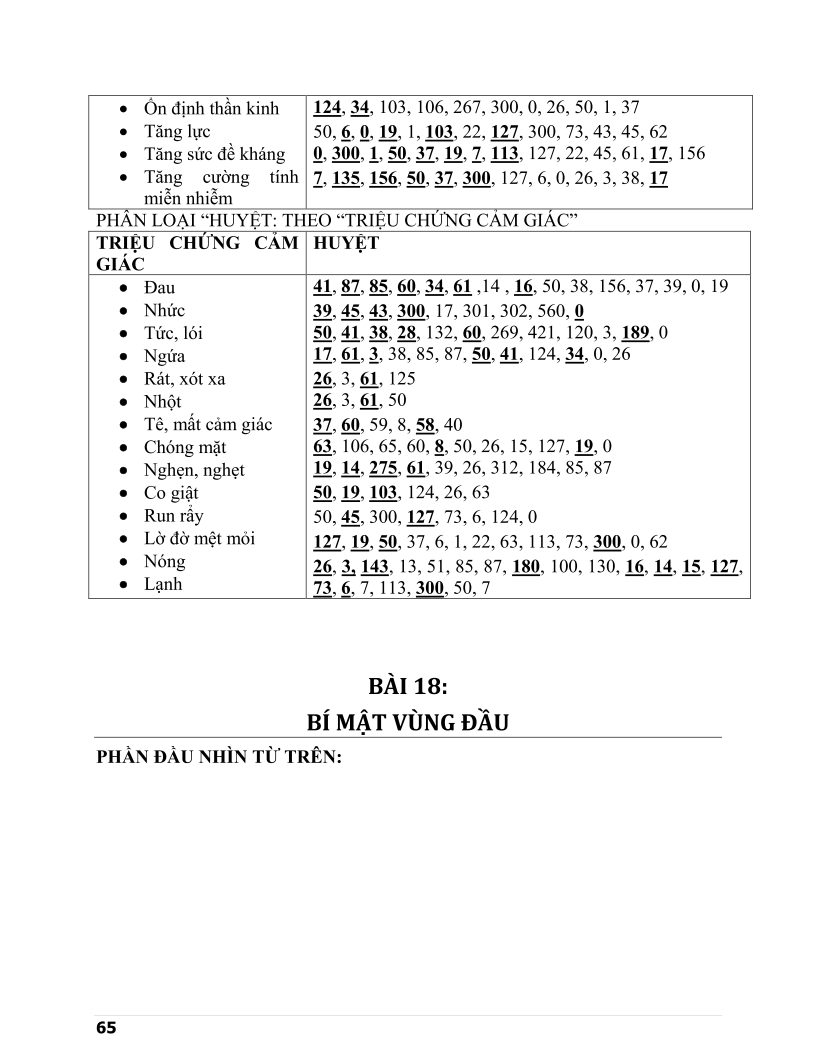 • Ổn định thần kinh 124, 34, 103, 106, 267, 300, 0, 26, 50, 1, 37
• Tăng lực 50, 6, 0, 19, 1, 103, 22, 127, 300, 73, 43, 45, 62
• Tăng sức đề kháng 0, 300, 1, 50, 37, 19, 7, 113, 127, 22, 45, 61, 17, 156
• Tăng cường tính 7, 135, 156, 50, 37, 300, 127, 6, 0, 26, 3, 38, 17
miễn nhiễm
PHÂN LOẠI “HUYỆT: THEO “TRIỆU CHỨNG CẢM GIÁC”
TRIỆU CHỨNG CẢM HUYỆT
GIÁC
• Đau 41, 87, 85, 60, 34, 61 ,14 , 16, 50, 38, 156, 37, 39, 0, 19
• Nhức 39, 45, 43, 300, 17, 301, 302, 560, 0
• Tức, lói 50, 41, 38, 28, 132, 60, 269, 421, 120, 3, 189, 0
• Ngứa 17, 61, 3, 38, 85, 87, 50, 41, 124, 34, 0, 26
• Rát, xót xa 26, 3, 61, 125
• Nhột 26, 3, 61, 50
• Tê, mất cảm giác 37, 60, 59, 8, 58, 40
• Chóng mặt 63, 106, 65, 60, 8, 50, 26, 15, 127, 19, 0
• Nghẹn, nghẹt 19, 14, 275, 61, 39, 26, 312, 184, 85, 87
• Co giật 50, 19, 103, 124, 26, 63
• Run rẩy 50, 45, 300, 127, 73, 6, 124, 0
• Lờ đờ mệt mỏi 127, 19, 50, 37, 6, 1, 22, 63, 113, 73, 300, 0, 62
• Nóng 26, 3, 143, 13, 51, 85, 87, 180, 100, 130, 16, 14, 15, 127,
• Lạnh 73, 6, 7, 113, 300, 50, 7
BÀI 18:
BÍ MẬT VÙNG ĐẦU
PHẦN ĐẦU NHÌN TỪ TRÊN:
65